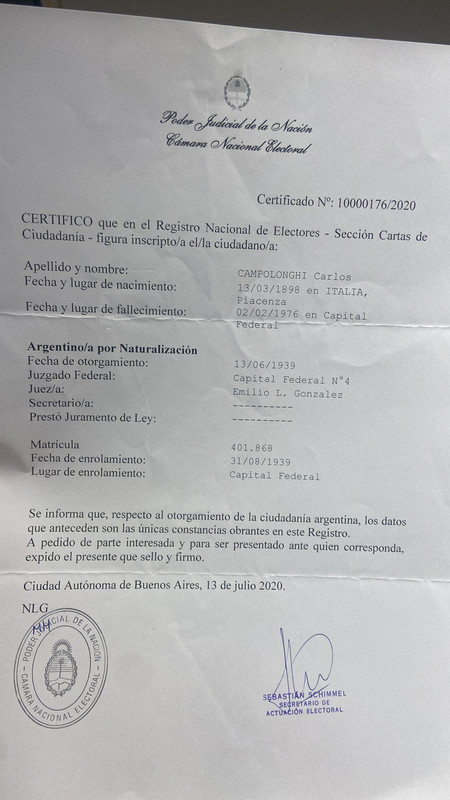 Poder Judicial de la Nación
Cámara Nacional Electoral
Certificado Nº: 10000176/2020
CERTIFICO que en el Registro Nacional de Electores - Sección Cartas de
Ciudadanía - figura inscripto/a el/la ciudadano/a:
Apellido y nombre: CAMPOLONGHI Carlos
Fecha y lugar de nacimiento: 13/03/1898 en ITALIA,
Piacenza
Fecha y lugar de fallecimiento: 02/02/1976 en Capital
Federal
Argentino/a por Naturalización
Fecha de otorgamiento: 13/06/1939
Juzgado Federal: Capital Federal N°4
Juez/a: Emilio L. Gonzalez
Secretario/a: ----------
Prestó Juramento de Ley: ----------
Matrícula 401.868
Fecha de enrolamiento: 31/08/1939
Lugar de enrolamiento: Capital Federal
Se informa que, respecto al otorgamiento de la ciudadanía argentina, los datos
que anteceden son las únicas constancias obrantes en este Registro.
A pedido de parte interesada y para ser presentado ante quien corresponda,
expido el presente que sello y firmo.
Ciudad Autónoma de Buenos Aires, 13 de julio 2020.
NLG
PODER JUDICIAL DE LA NACION
CAMARA NACIONAL ELECTORAL
SEBASTIÁN SCHIMMEL
SECRETARIO DE
ACTUACIÓN ELECTORAL